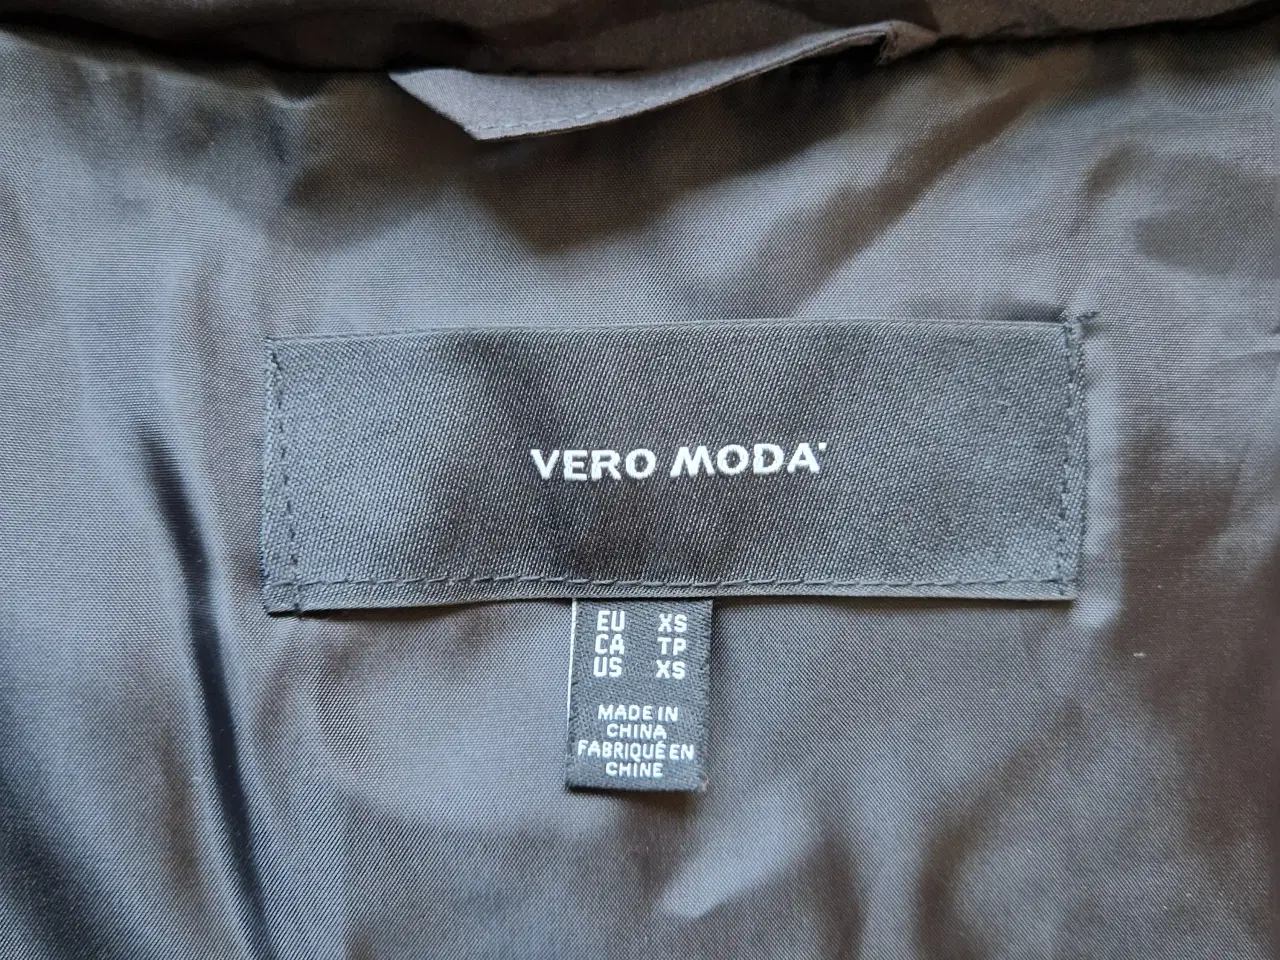 VERO MODA
EU XS
CA TP
US XS
MADE IN
CHINA
FABRIQUÉ EN
CHINE